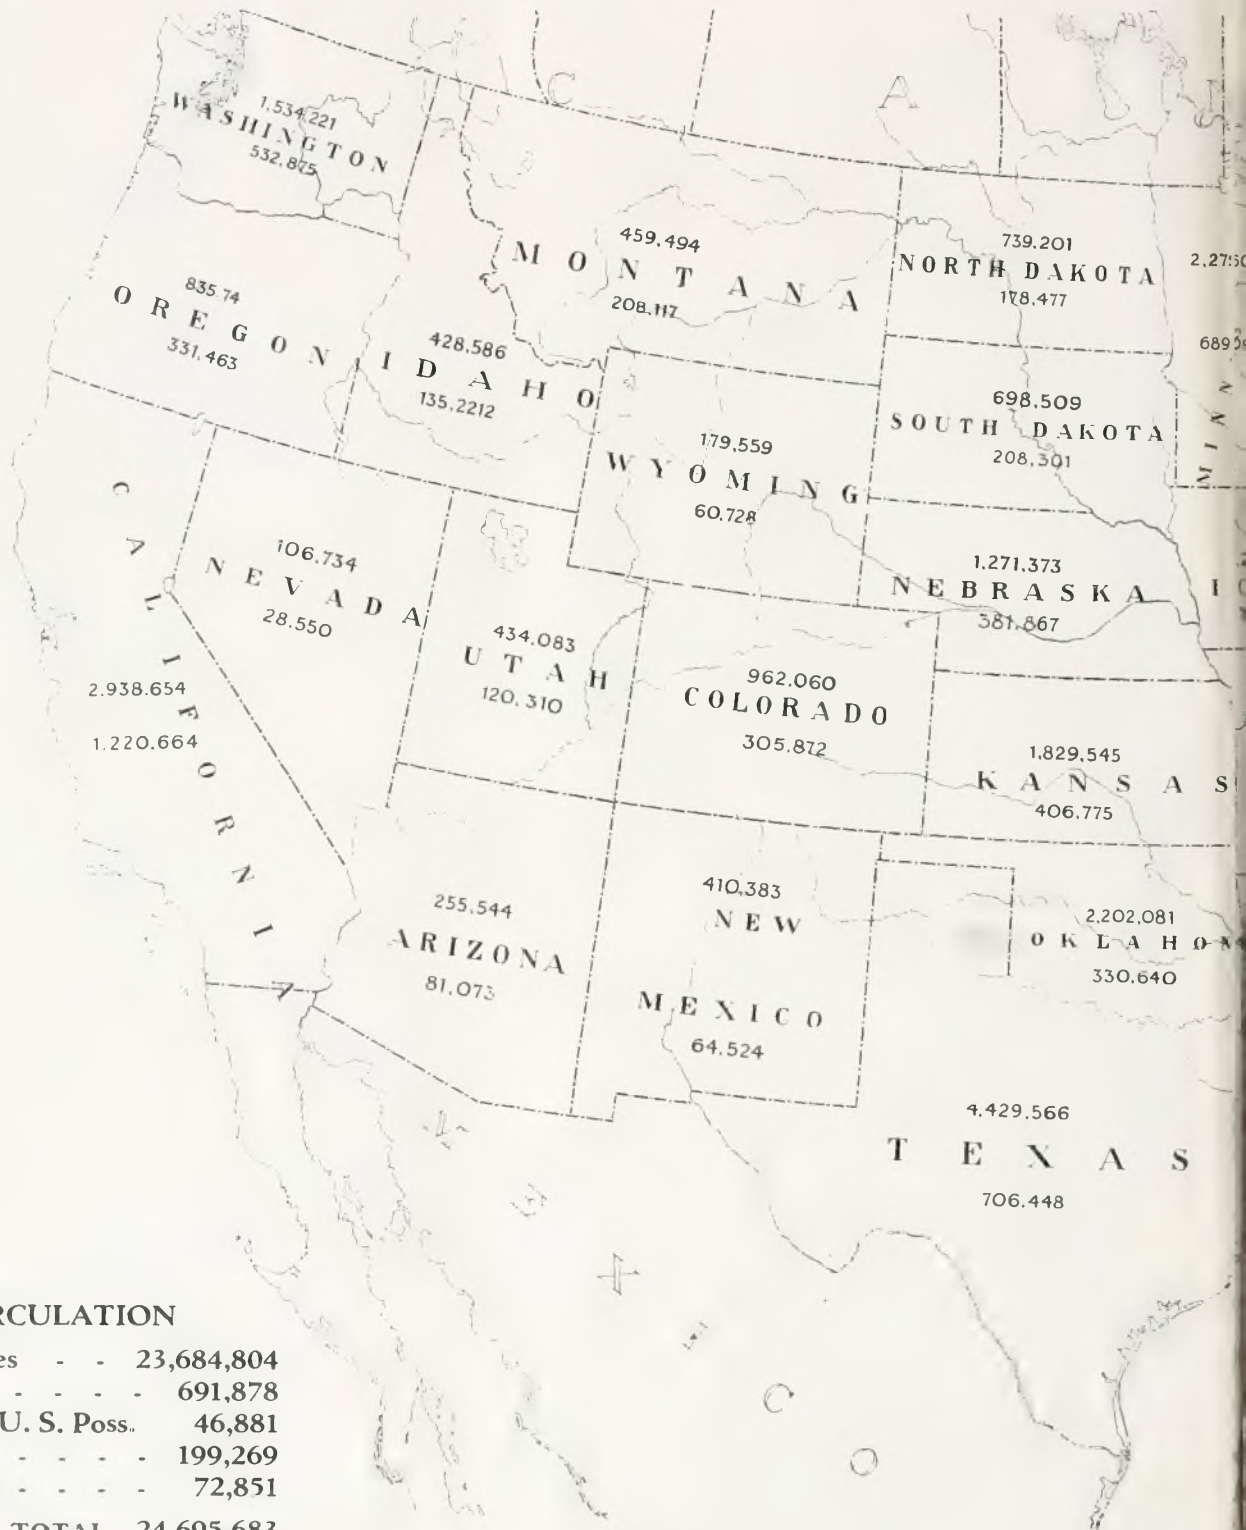 C A
1,534,221
WASHINGTON
532.875
835.74
OREGON
331.463
428.586
IDAHO
135.2212
459,494
MONTANA
208.117
739.201
NORTH DAKOTA
178.477
698,509
SOUTH DAKOTA
208,301
179,559
WYOMING
60.728
1.271,373
NEBRASKA
381.867
106.734
NEVADA
28.550
434.083
UTAH
120.310
962.060
COLORADO
305.872
1,829,545
KANSAS
406.775
CALIFORNIA
2.938.654
1.220.664
255.544
ARIZONA
81.073
410,383
NEW
MEXICO
64.524
2,202,081
OKLAHOM
330.640
4.429.566
TEXAS
706.448
MINN
MEXICO
RCULATION
es - - 23,684,804
- - - - 691,878
U. S. Poss. 46,881
- - - - 199,269
- - - - 72,851
TOTAL 24,695,683